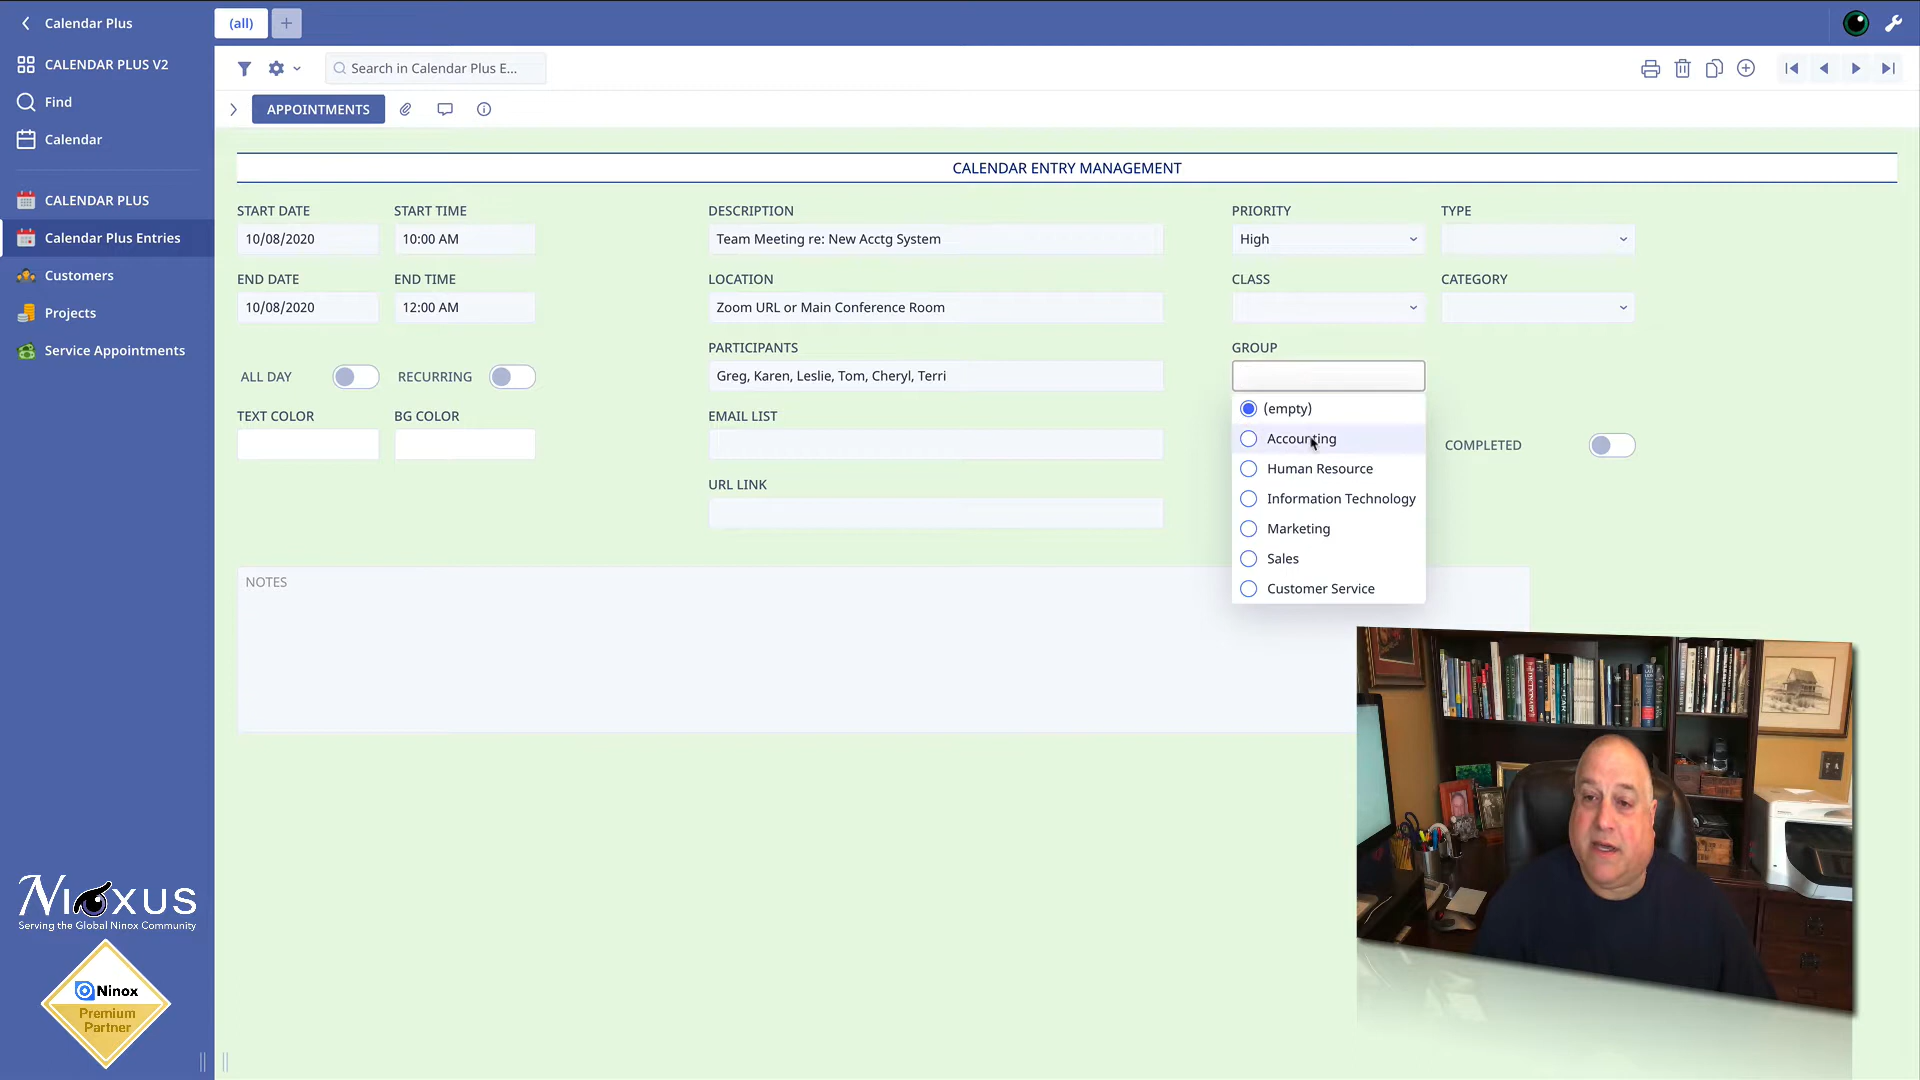 Calendar Plus
(all)
+
CALENDAR PLUS V2
Find
Calendar
CALENDAR PLUS
Calendar Plus Entries
Customers
Projects
Service Appointments
NIOXUS
Serving the Global Ninox Community
Ninox
Premium
Partner
Search in Calendar Plus E...
APPOINTMENTS
CALENDAR ENTRY MANAGEMENT
START DATE
START TIME
10/08/2020
10:00 AM
END DATE
END TIME
10/08/2020
12:00 AM
ALL DAY
RECURRING
TEXT COLOR
BG COLOR
DESCRIPTION
Team Meeting re: New Acctg System
LOCATION
Zoom URL or Main Conference Room
PARTICIPANTS
Greg, Karen, Leslie, Tom, Cheryl, Terri
EMAIL LIST
URL LINK
PRIORITY
TYPE
High
CLASS
CATEGORY
GROUP
(empty)
Accounting
Human Resource
Information Technology
Marketing
Sales
Customer Service
COMPLETED
NOTES